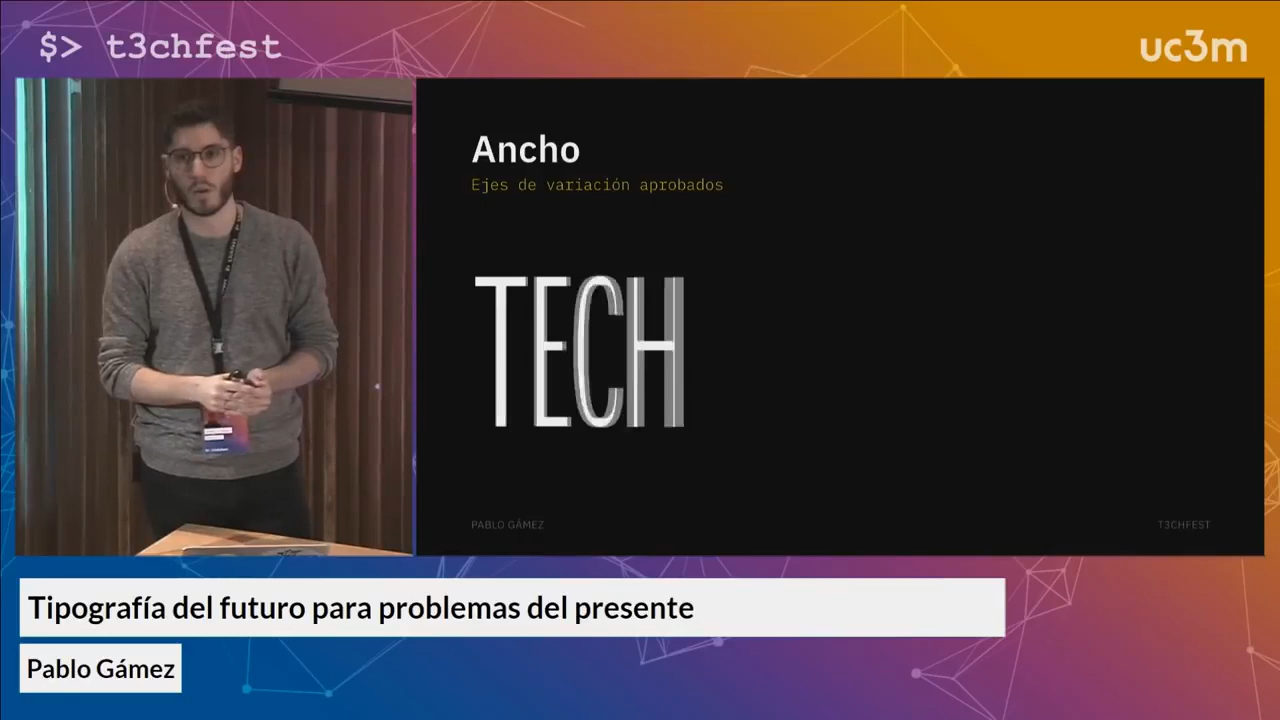 $> t3chfest
uc3m
Ancho
Ejes de variación aprobados
TECH
PABLO GÁMEZ
T3CHFEST
Tipografía del futuro para problemas del presente
Pablo Gámez